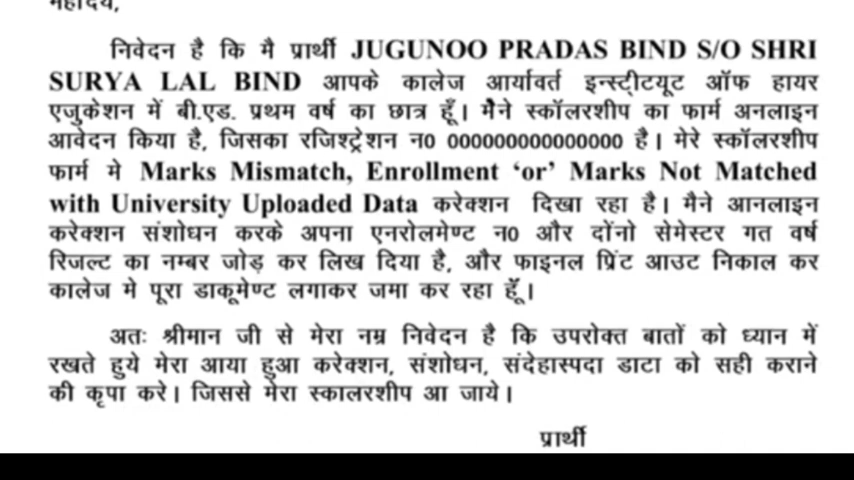 महोदय,
निवेदन है कि मै प्रार्थी JUGUNOO PRADAS BIND S/O SHRI
SURYA LAL BIND आपके कालेज आर्यावर्त इन्स्टीटयूट ऑफ हायर
एजुकेशन में बी.एड. प्रथम वर्ष का छात्र हूँ। मैने स्कॉलरशीप का फार्म अनलाइन
आवेदन किया है, जिसका रजिश्ट्रेशन न0 000000000000000 है। मेरे स्कॉलरशीप
फार्म मे Marks Mismatch, Enrollment ‘or’ Marks Not Matched
with University Uploaded Data करेक्शन दिखा रहा है। मैने आनलाइन
करेक्शन संशोधन करके अपना एनरोलमेण्ट न0 और दोंनो सेमेस्टर गत वर्ष
रिजल्ट का नम्बर जोड़ कर लिख दिया है, और फाइनल प्रिंट आउट निकाल कर
कालेज मे पूरा डाकूमेण्ट लगाकर जमा कर रहा हूँ।
अतः श्रीमान जी से मेरा नम्र निवेदन है कि उपरोक्त बातों को ध्यान में
रखते हुये मेरा आया हुआ करेक्शन, संशोधन, संदेहास्पदा डाटा को सही कराने
की कृपा करे। जिससे मेरा स्कालरशीप आ जाये।
प्रार्थी